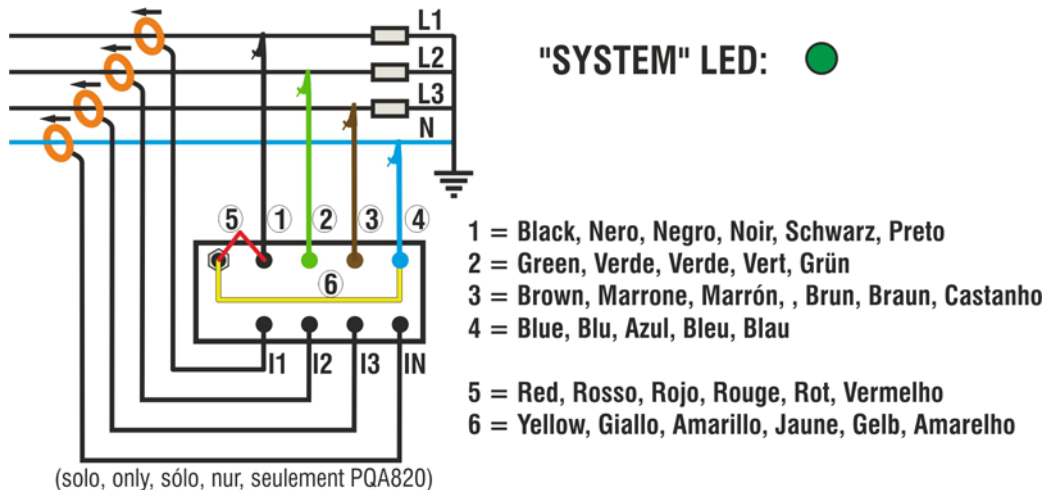 L1
L2
L3
N
"SYSTEM" LED:
5 1 2 3 4
6
I1 I2 I3 IN
1 = Black, Nero, Negro, Noir, Schwarz, Preto
2 = Green, Verde, Verde, Vert, Grün
3 = Brown, Marrone, Marrón, , Brun, Braun, Castanho
4 = Blue, Blu, Azul, Bleu, Blau
5 = Red, Rosso, Rojo, Rouge, Rot, Vermelho
6 = Yellow, Giallo, Amarillo, Jaune, Gelb, Amarelho
(solo, only, sólo, nur, seulement PQA820)